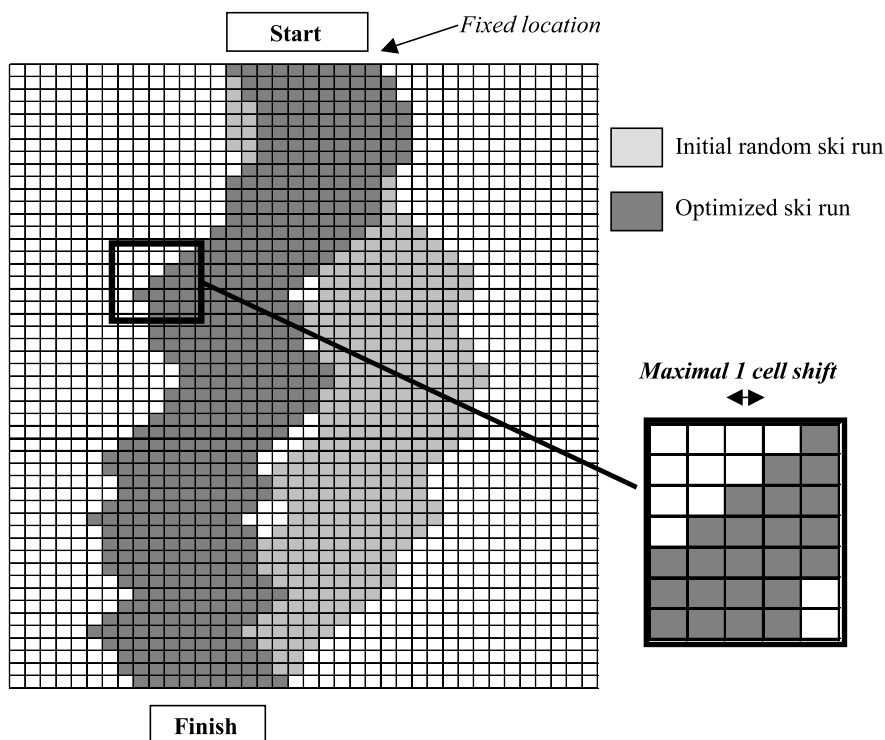 Start
Fixed location
Initial random ski run
Optimized ski run
Maximal 1 cell shift
Finish